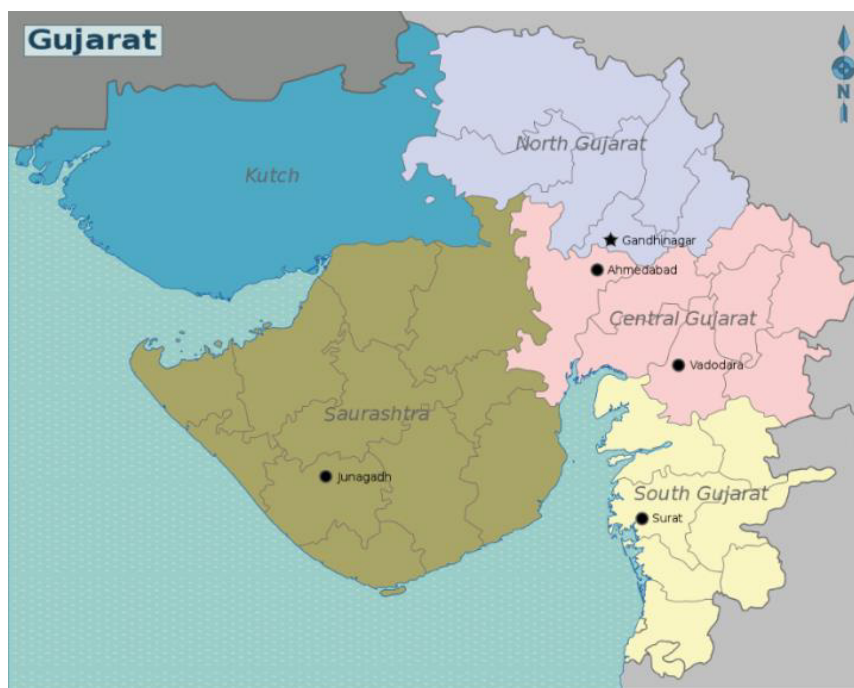 Gujarat
N
North Gujarat
Kutch
Gandhinagar
Ahmedabad
Central Gujarat
Vadodara
Saurashtra
Junagadh
South Gujarat
Surat